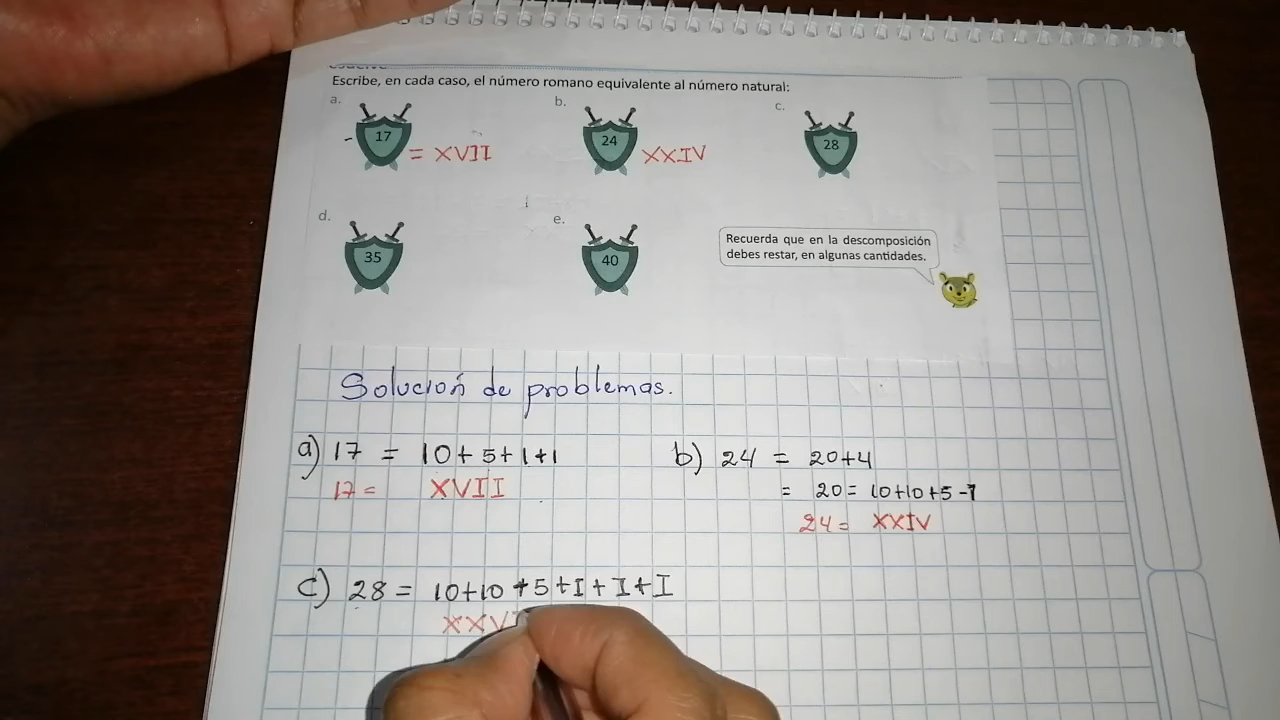 Escribe, en cada caso, el número romano equivalente al número natural:
a. 17 = XVII
b. 24 XXIV
c. 28
d. 35
e. 40
Recuerda que en la descomposición
debes restar, en algunas cantidades.
Solución de problemas.
a) 17 = 10+5+1+1
17 = XVII
b) 24 = 20+4
= 20 = 10+10+5-1
24 = XXIV
c) 28 = 10+10+5+I+I+I
XXVI